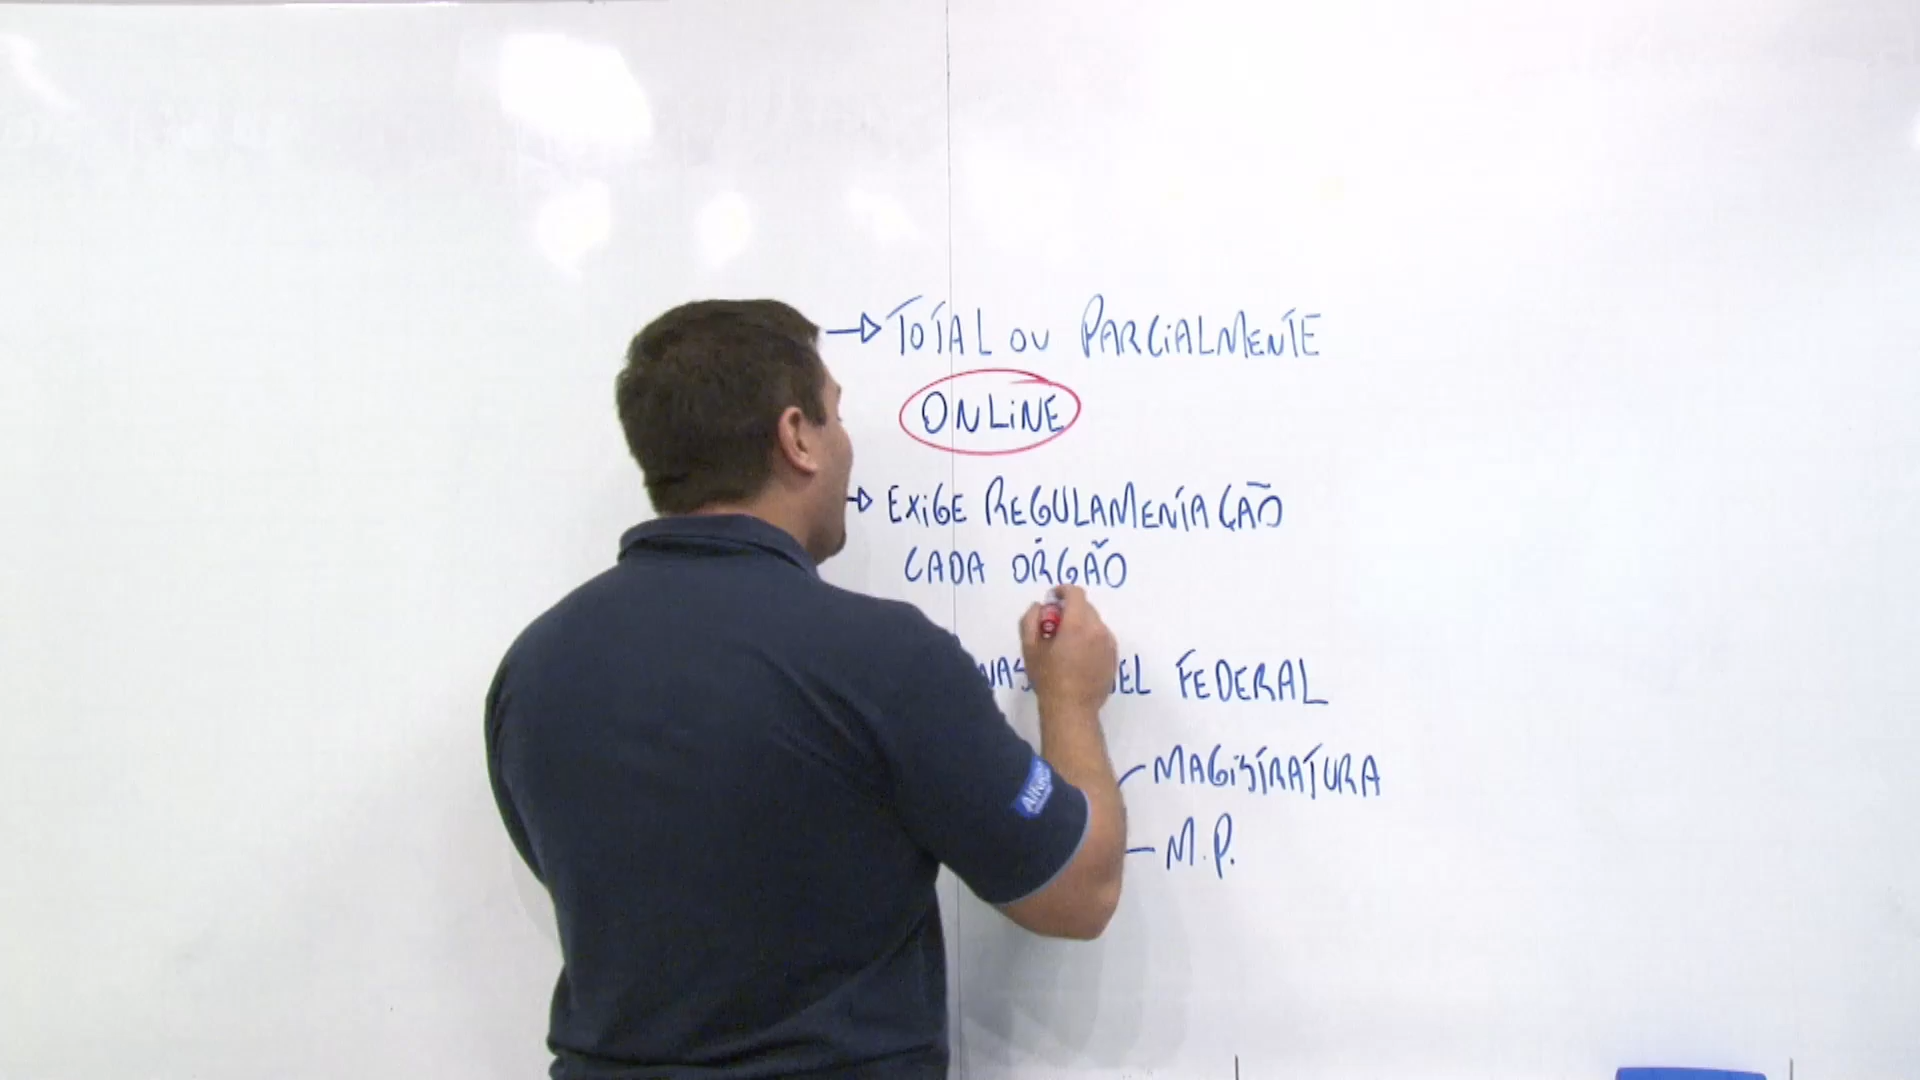 TOTAL OU PARCIALMENTE
ONLINE
EXIGE REGULAMENTAÇÃO
CADA ÓRGÃO
FEDERAL
MAGISTRATURA
M.P.